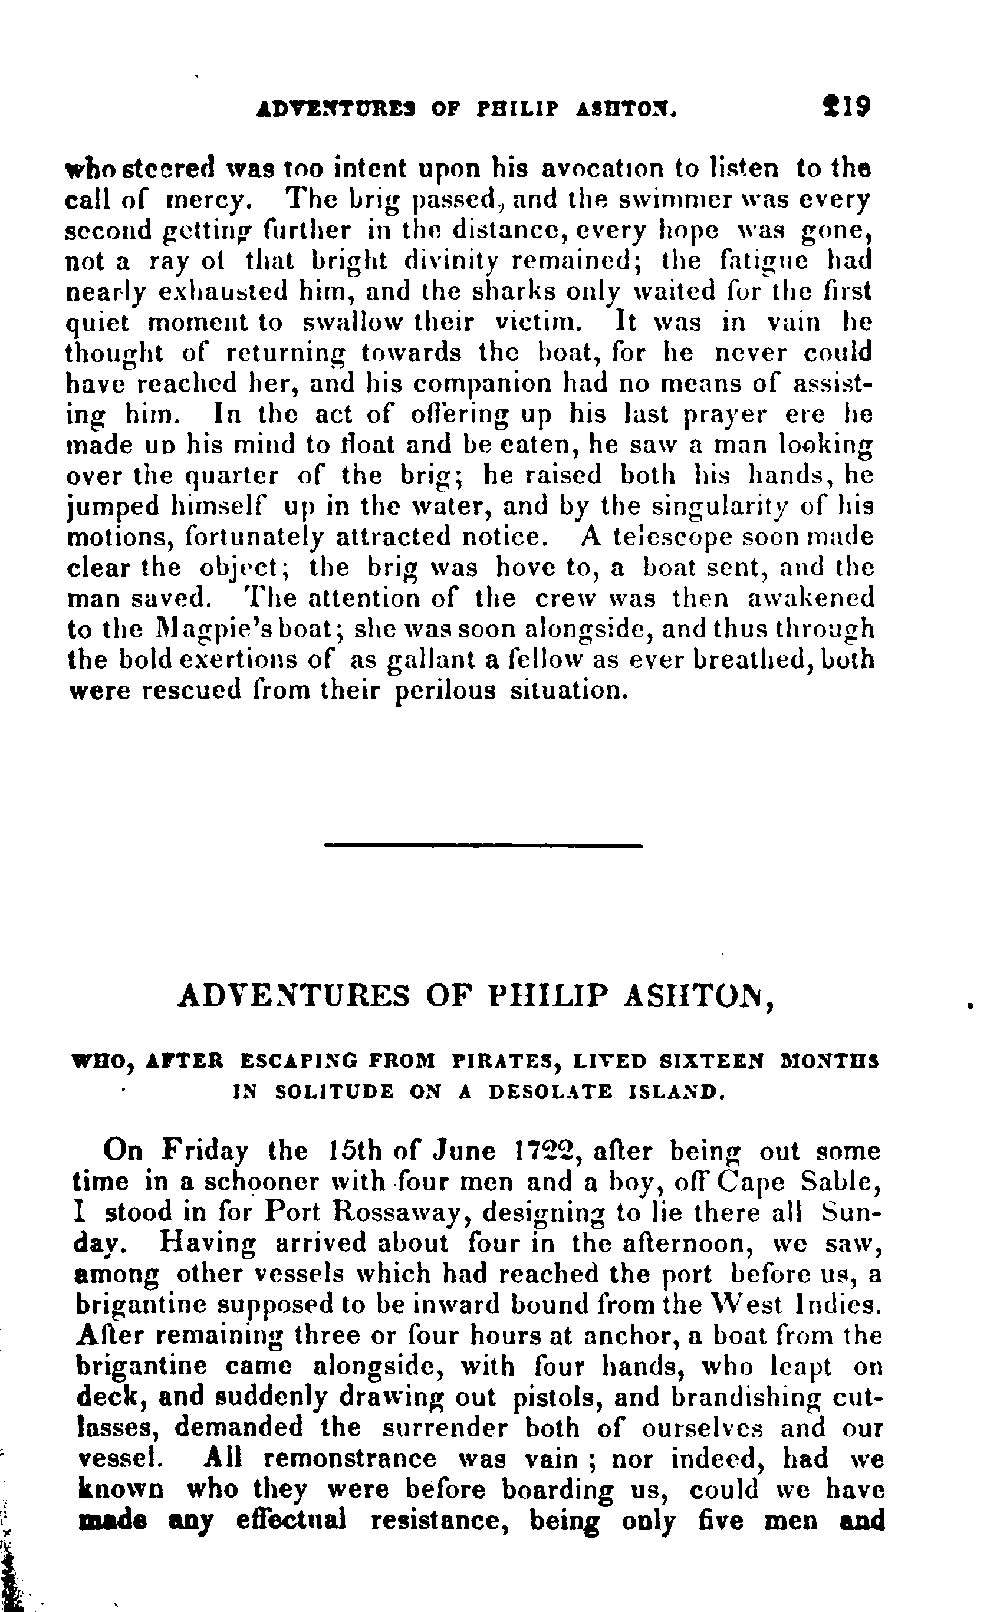 ADVENTURES OF PHILIP ASHTON. 219
who steered was too intent upon his avocation to listen to the
call of mercy. The brig passed, and the swimmer was every
second getting further in the distance, every hope was gone,
not a ray of that bright divinity remained; the fatigue had
nearly exhausted him, and the sharks only waited for the first
quiet moment to swallow their victim. It was in vain he
thought of returning towards the boat, for he never could
have reached her, and his companion had no means of assist-
ing him. In the act of offering up his last prayer ere he
made up his mind to float and be eaten, he saw a man looking
over the quarter of the brig; he raised both his hands, he
jumped himself up in the water, and by the singularity of his
motions, fortunately attracted notice. A telescope soon made
clear the object; the brig was hove to, a boat sent, and the
man saved. The attention of the crew was then awakened
to the Magpie's boat; she was soon alongside, and thus through
the bold exertions of as gallant a fellow as ever breathed, both
were rescued from their perilous situation.
ADVENTURES OF PHILIP ASHTON,
WHO, AFTER ESCAPING FROM PIRATES, LIVED SIXTEEN MONTHS
IN SOLITUDE ON A DESOLATE ISLAND.
On Friday the 15th of June 1722, after being out some
time in a schooner with four men and a boy, off Cape Sable,
I stood in for Port Rossaway, designing to lie there all Sun-
day. Having arrived about four in the afternoon, we saw,
among other vessels which had reached the port before us, a
brigantine supposed to be inward bound from the West Indies.
After remaining three or four hours at anchor, a boat from the
brigantine came alongside, with four hands, who leapt on
deck, and suddenly drawing out pistols, and brandishing cut-
lasses, demanded the surrender both of ourselves and our
vessel. All remonstrance was vain ; nor indeed, had we
known who they were before boarding us, could we have
made any effectual resistance, being only five men and